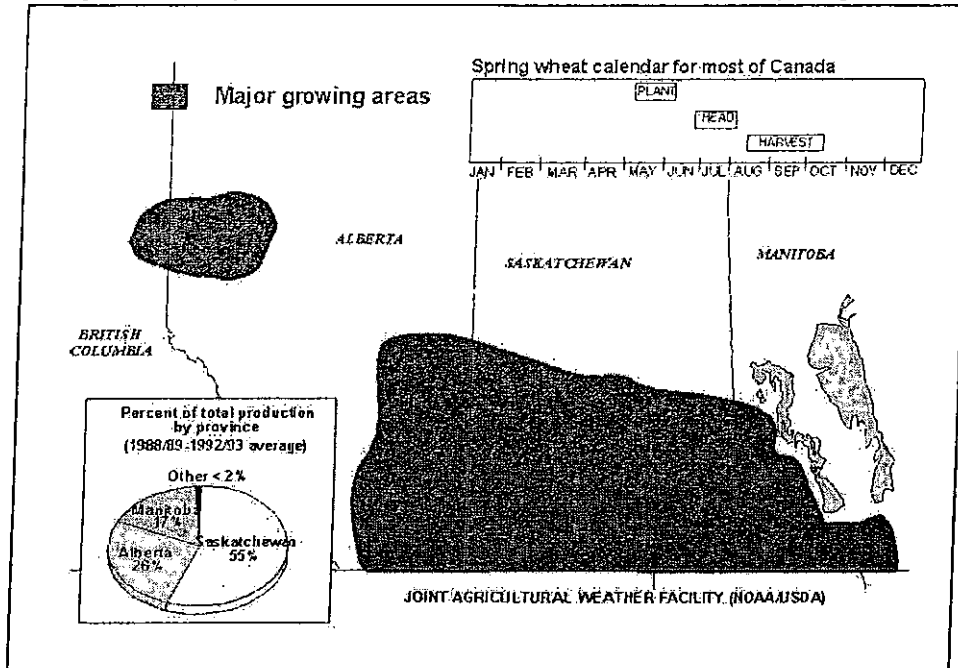 Spring wheat calendar for most of Canada
Major growing areas
PLANT
HEAD
HARVEST
JAN FEB MAR APR MAY JUN JUL AUG SEP OCT NOV DEC
ALBERTA
SASKATCHEWAN
MANITOBA
BRITISH
COLUMBIA
Percent of total production
by province
(1988/89-1992/93 average)
Other < 2%
Manitoba
17%
Saskatchewan
55%
Alberta
26%
JOINT AGRICULTURAL WEATHER FACILITY (NOAA/USDA)